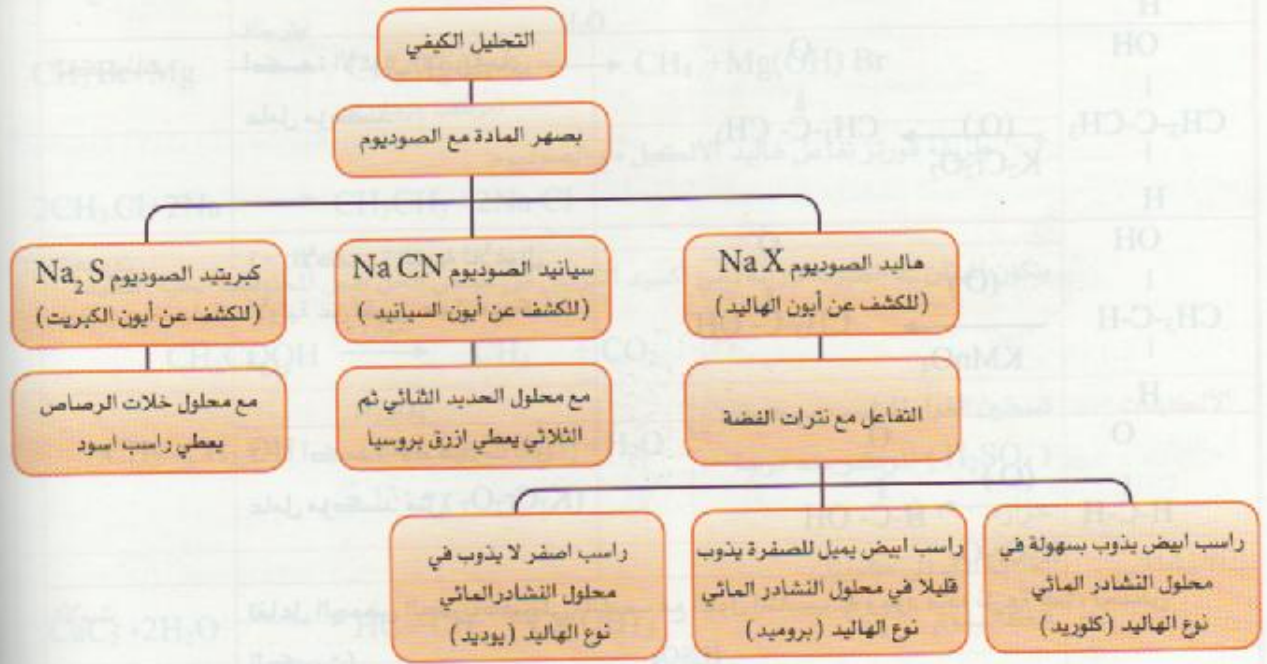 التحليل الكيفي
بصهر المادة مع الصوديوم
هاليد الصوديوم Na X
(للكشف عن أيون الهاليد)
سيانيد الصوديوم Na CN
(للكشف عن أيون السيانيد )
كبريتيد الصوديوم Na₂ S
(للكشف عن أيون الكبريت)
التفاعل مع نترات الفضة
مع محلول الحديد الثنائي ثم
الثلاثي يعطي ازرق بروسيا
مع محلول خلات الرصاص
يعطي راسب اسود
راسب ابيض يذوب بسهولة في
محلول النشادر المائي
نوع الهاليد (كلوريد)
راسب ابيض يميل للصفرة يذوب
قليلا في محلول النشادر المائي
نوع الهاليد (بروميد)
راسب اصفر لا يذوب في
محلول النشادرالمائي
نوع الهاليد (يوديد)